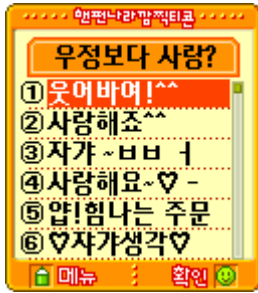 핸펀나라깜찍티콘
우정보다 사랑?
① 웃어바여!^^
② 사랑해죠^^
③ 자갸~ㅂㅂ ㅓ
④ 사랑해요~♡ -
⑤ 얍!힘나는 주문
⑥ ♡쟈갸생각♡
메뉴 확인